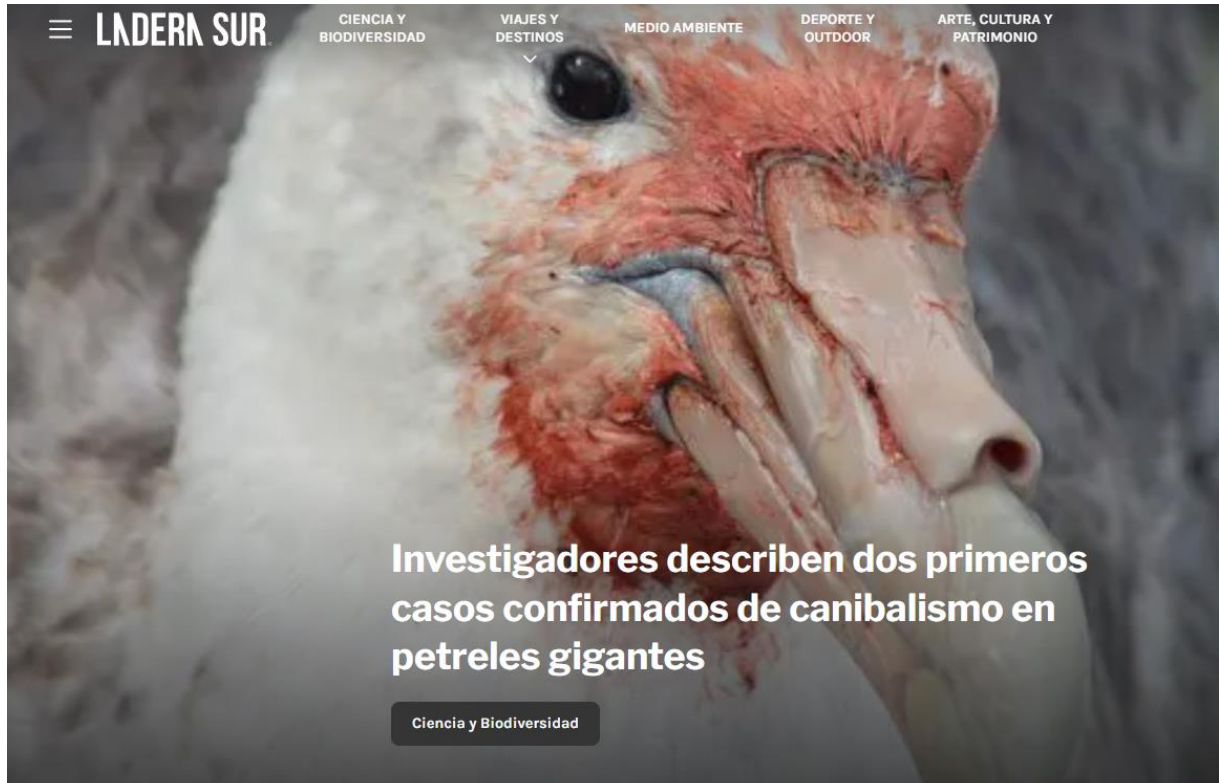 LADERA SUR
CIENCIA Y
BIODIVERSIDAD
VIAJES Y
DESTINOS
MEDIO AMBIENTE
DEPORTE Y
OUTDOOR
ARTE, CULTURA Y
PATRIMONIO
Investigadores describen dos primeros
casos confirmados de canibalismo en
petreles gigantes
Ciencia y Biodiversidad